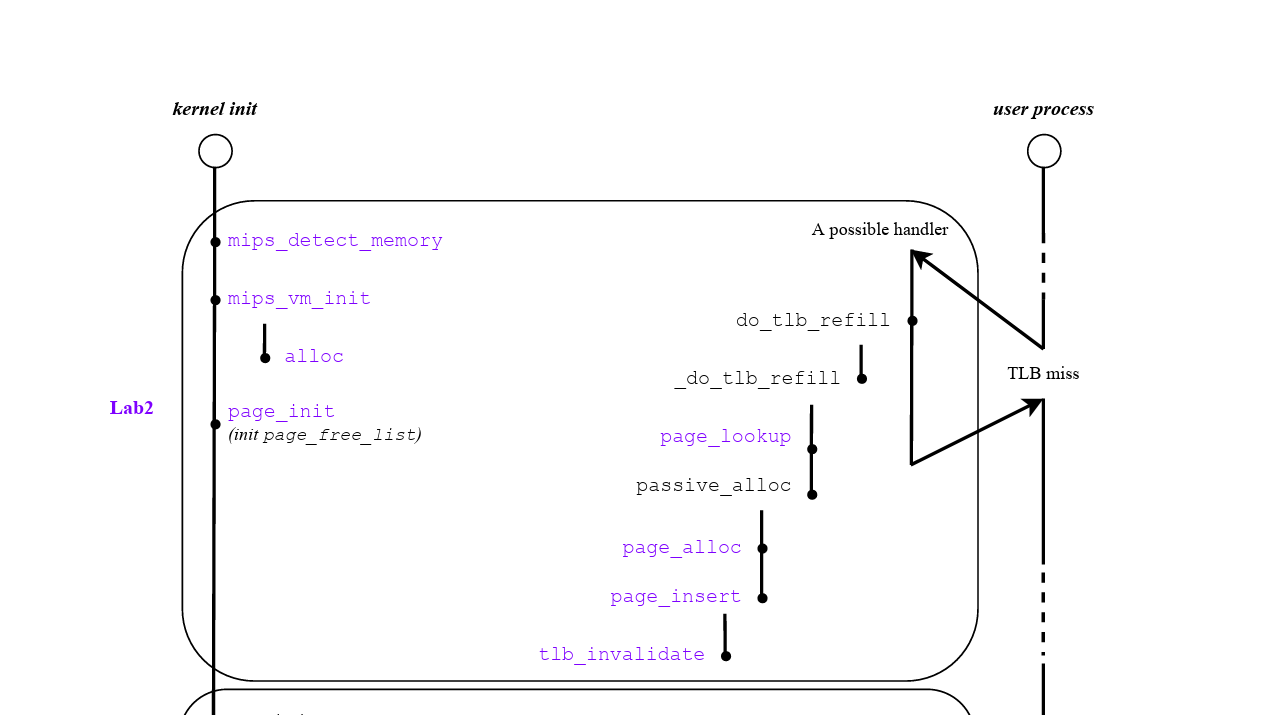 kernel init
user process
mips_detect_memory
A possible handler
mips_vm_init
do_tlb_refill
alloc
TLB miss
_do_tlb_refill
Lab2
page_init
(init page_free_list)
page_lookup
passive_alloc
page_alloc
page_insert
tlb_invalidate